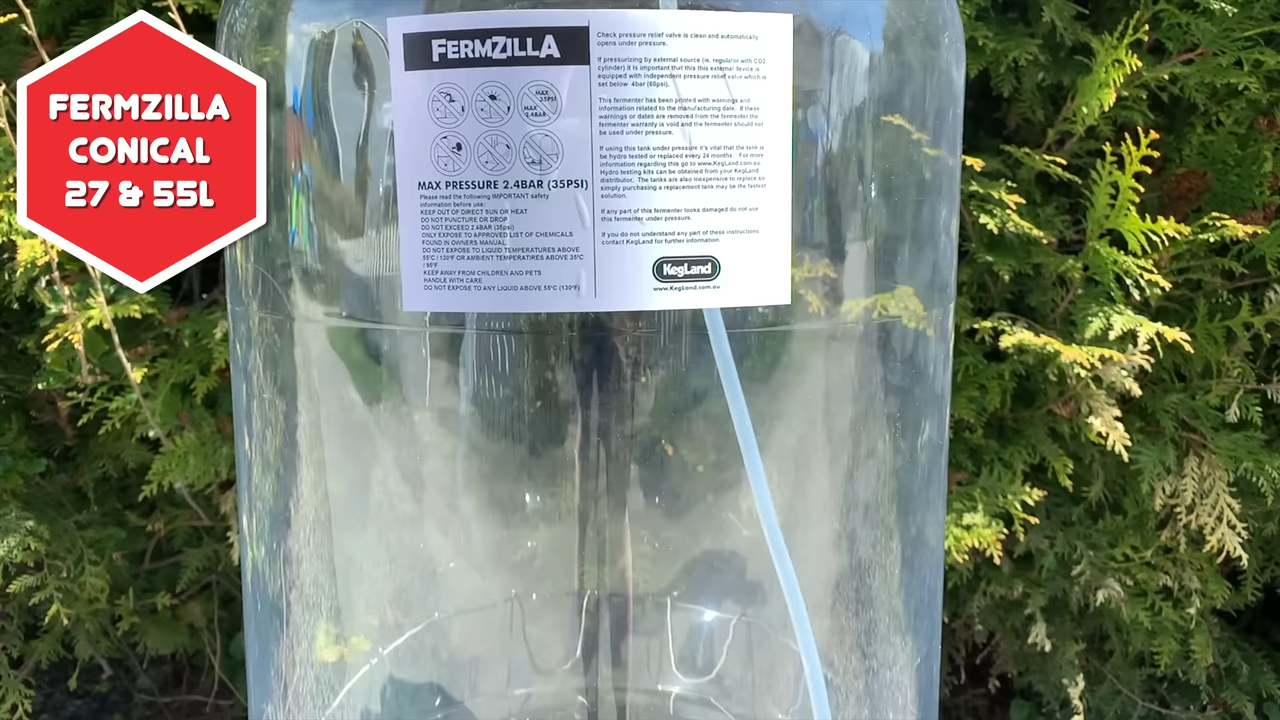 FERMZILLA
CONICAL
27 & 55L
FERMZILLA
MAX
35PSI
MAX
2.4BAR
MAX PRESSURE 2.4BAR (35PSI)
Please read the following IMPORTANT safety
information before use:
KEEP OUT OF DIRECT SUN OR HEAT
DO NOT PUNCTURE OR DROP
DO NOT EXCEED 2.4BAR (35psi)
ONLY EXPOSE TO APPROVED LIST OF CHEMICALS
FOUND IN OWNERS MANUAL
DO NOT EXPOSE TO LIQUID TEMPERATURES ABOVE
55°C / 130°F OR AMBIENT TEMPERATURES ABOVE 35°C
/ 95°F
KEEP AWAY FROM CHILDREN AND PETS
HANDLE WITH CARE
DO NOT EXPOSE TO ANY LIQUID ABOVE 55°C (130°F)
Check pressure relief valve is clean and automatically
opens under pressure.
If pressurizing by external source (ie. regulator with CO2
cylinder) it is important that this this external device is
equipped with independent pressure relief valve which is
set below 4bar (60psi).
This fermenter has been printed with warnings and
information related to the manufacturing date. If these
warnings or dates are removed from the fermenter the
fermenter warranty is void and the fermenter should not
be used under pressure.
If using this tank under pressure it's vital that the tank is
be hydro tested or replaced every 24 months. For more
information regarding this go to www.KegLand.com.au.
Hydro testing kits can be obtained from your KegLand
distributor. The tanks are also inexpensive to replace so
simply purchasing a replacement tank may be the fastest
solution.
If any part of this fermenter looks damaged do not use
this fermenter under pressure.
If you do not understand any part of these instructions
contact KegLand for further information.
KegLand
www.KegLand.com.au